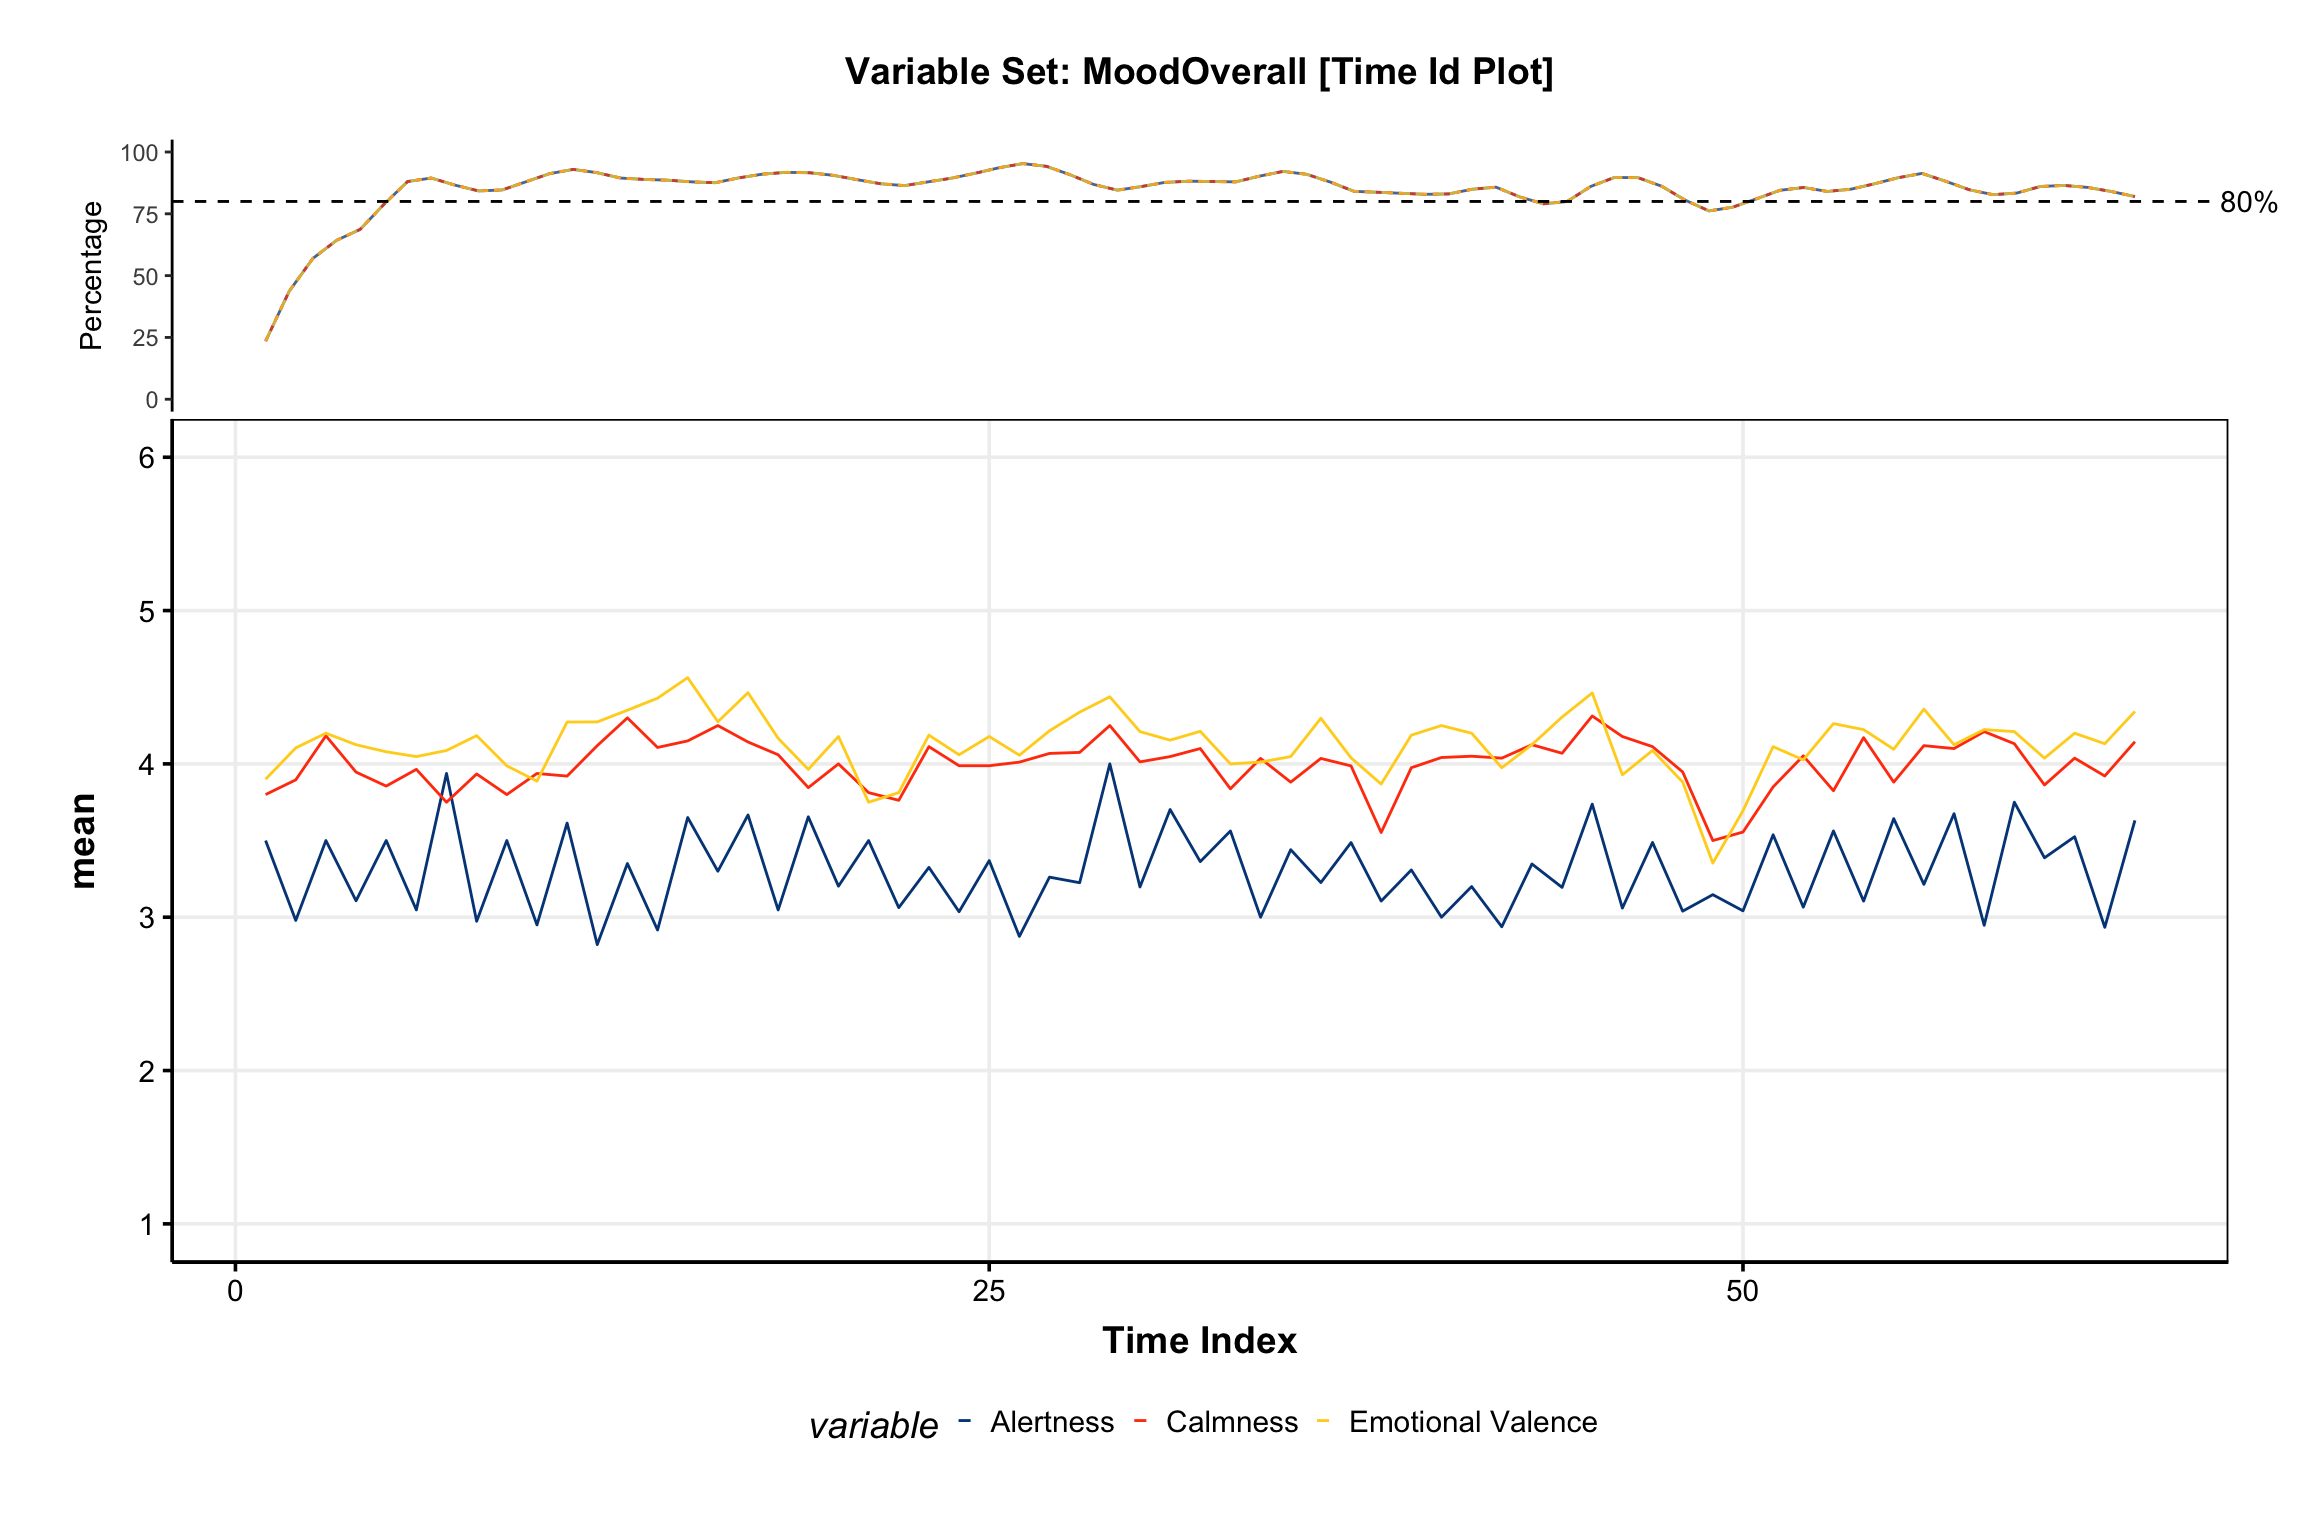 Variable Set: MoodOverall [Time Id Plot]
Percentage
100
75
50
25
0
80%
mean
6
5
4
3
2
1
0 25 50
Time Index
variable Alertness Calmness Emotional Valence